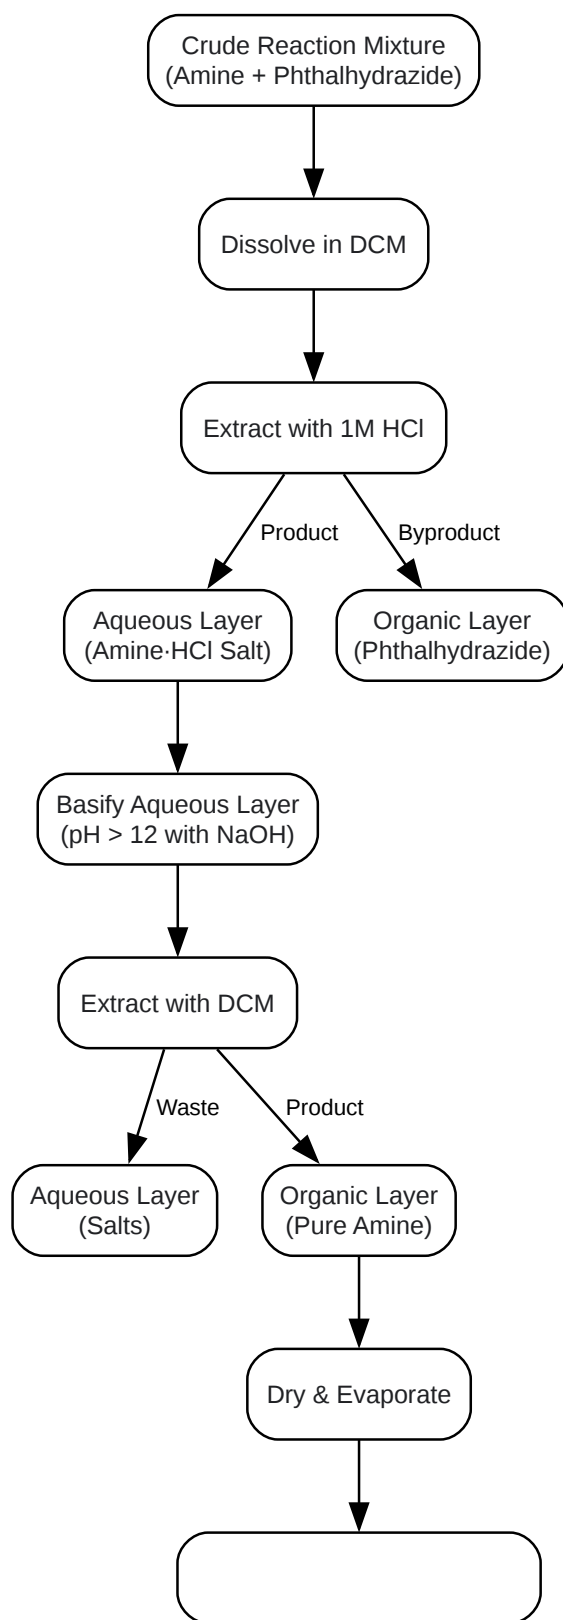 Crude Reaction Mixture
(Amine + Phthalhydrazide)
Dissolve in DCM
Extract with 1M HCl
Product
Byproduct
Aqueous Layer
(Amine·HCl Salt)
Organic Layer
(Phthalhydrazide)
Basify Aqueous Layer
(pH > 12 with NaOH)
Extract with DCM
Waste
Product
Aqueous Layer
(Salts)
Organic Layer
(Pure Amine)
Dry & Evaporate